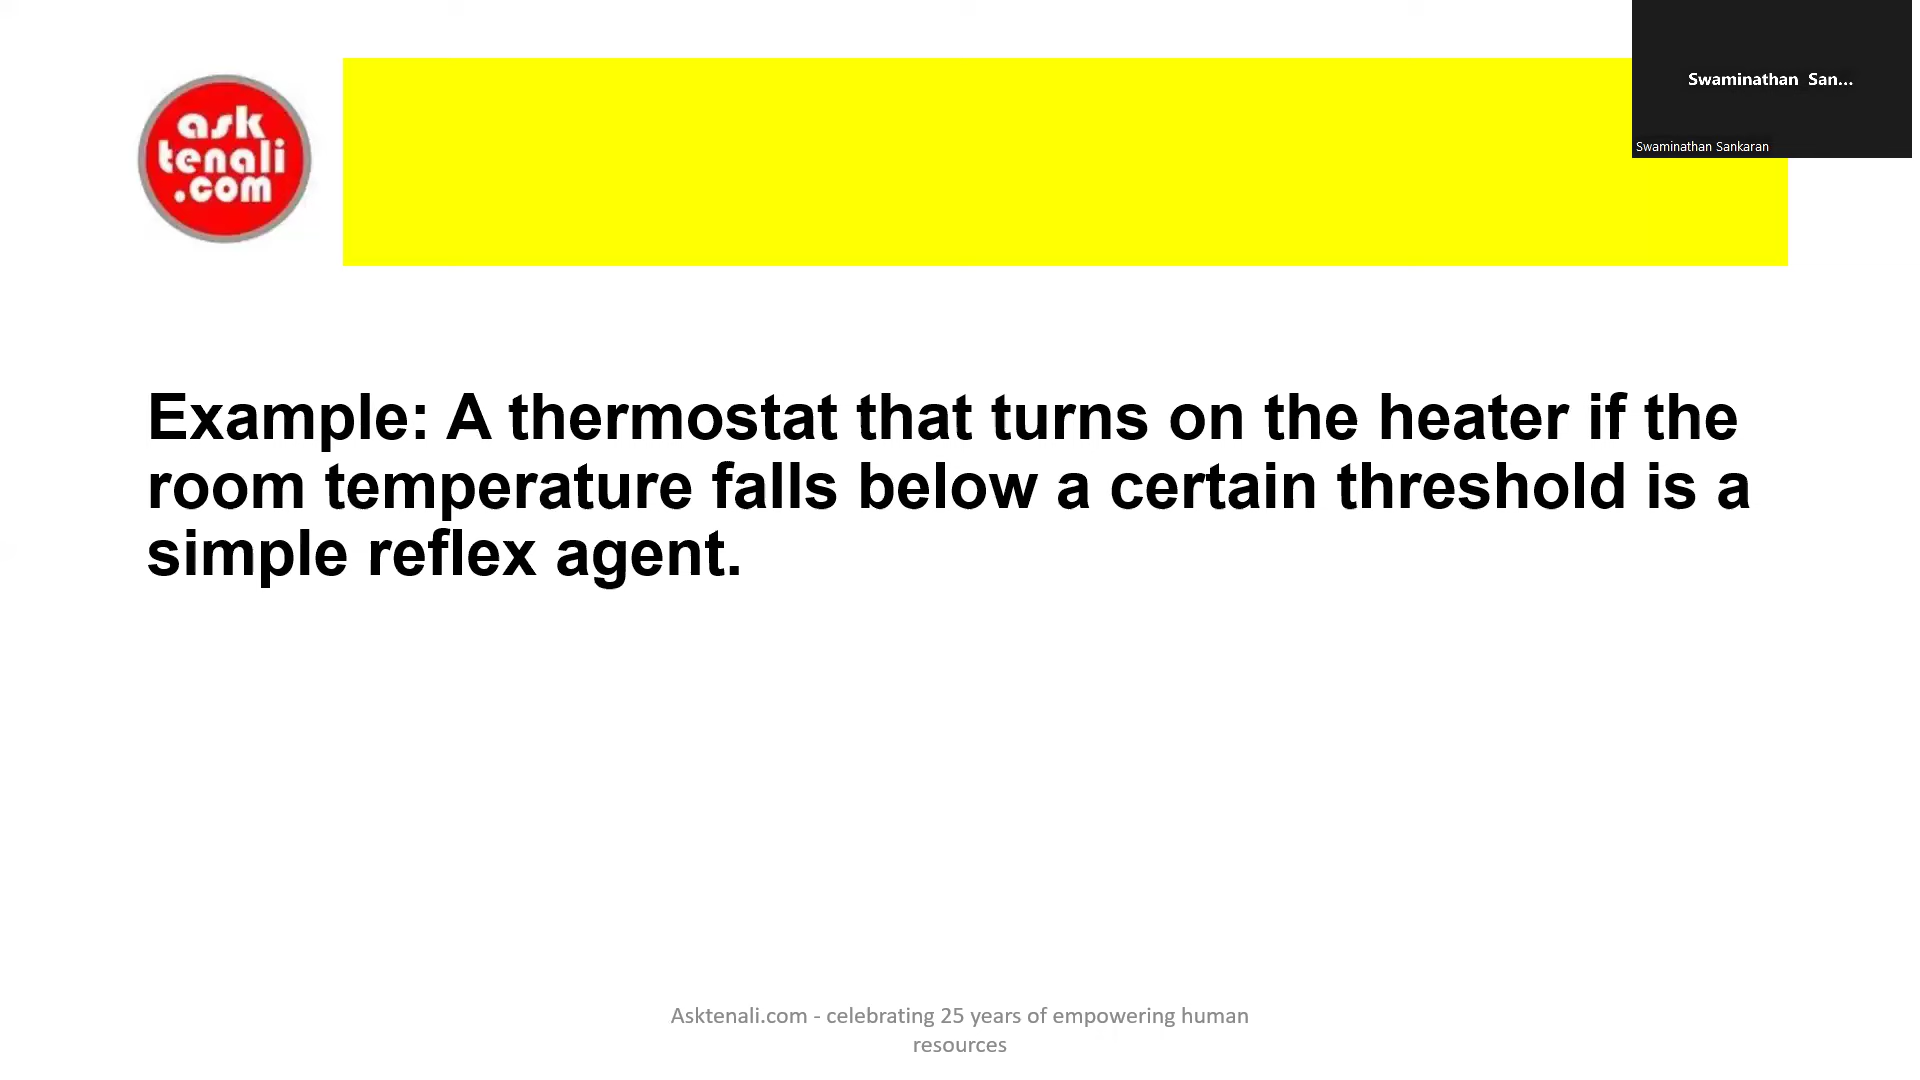 ask
tenali
.com
Swaminathan San...
Swaminathan Sankaran
Example: A thermostat that turns on the heater if the
room temperature falls below a certain threshold is a
simple reflex agent.
Asktenali.com - celebrating 25 years of empowering human
resources